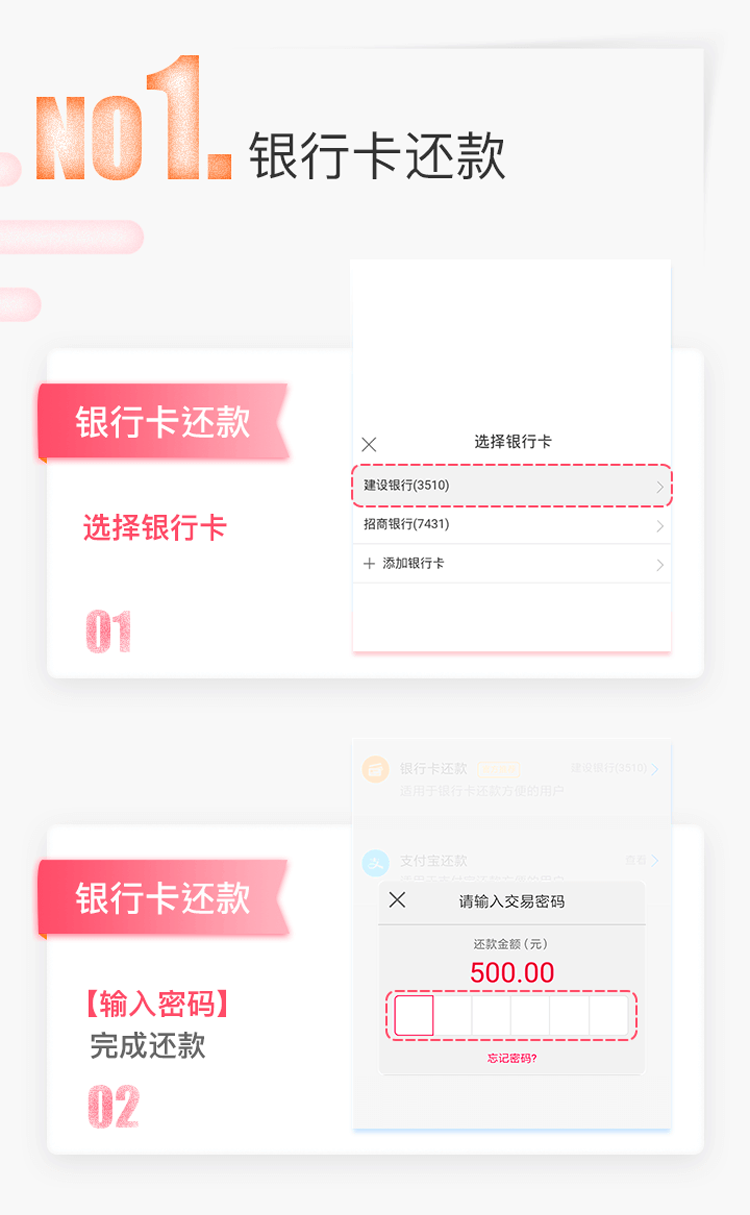 NO1. 银行卡还款
银行卡还款
选择银行卡
01
选择银行卡
建设银行(3510)
招商银行(7431)
添加银行卡
银行卡还款 建设银行(3510)
适用于银行卡还款方便的用户
支付宝还款 查看
银行卡还款
【输入密码】
完成还款
02
请输入交易密码
还款金额(元)
500.00
忘记密码?